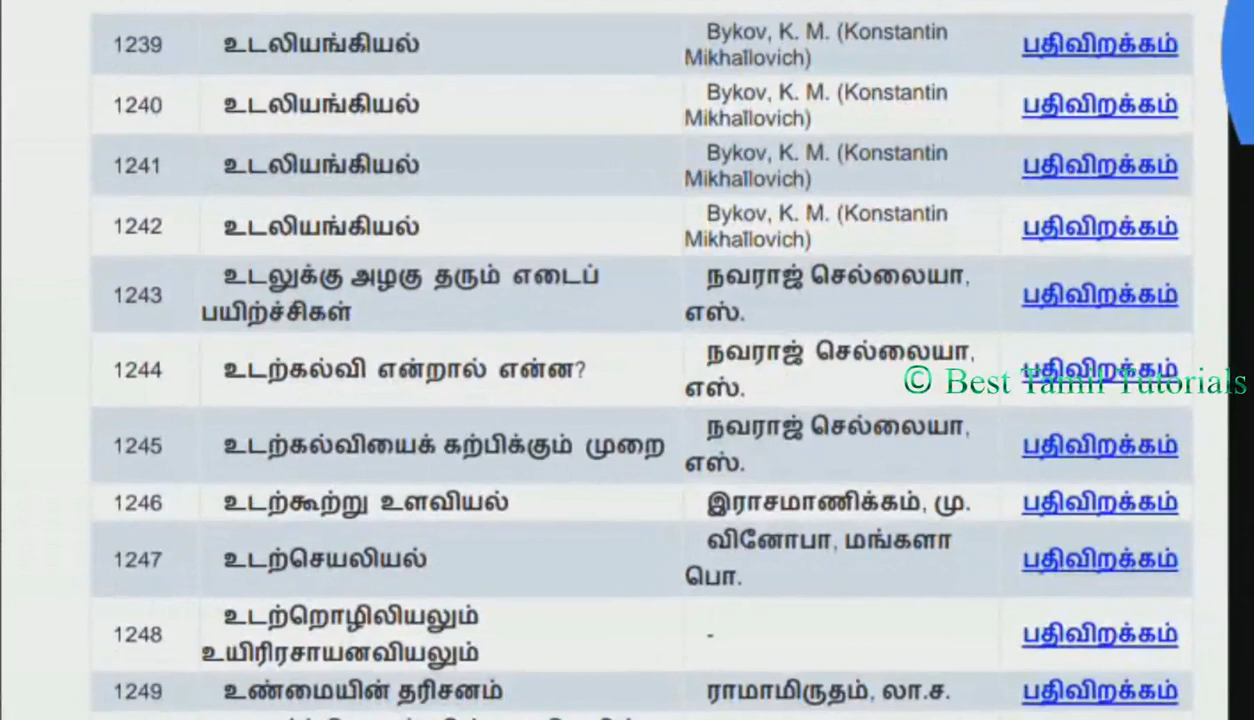 1239 உடலியங்கியல் Bykov, K. M. (Konstantin Mikhaĭlovich) பதிவிறக்கம்
1240 உடலியங்கியல் Bykov, K. M. (Konstantin Mikhaĭlovich) பதிவிறக்கம்
1241 உடலியங்கியல் Bykov, K. M. (Konstantin Mikhaĭlovich) பதிவிறக்கம்
1242 உடலியங்கியல் Bykov, K. M. (Konstantin Mikhaĭlovich) பதிவிறக்கம்
1243 உடலுக்கு அழகு தரும் எடைப் பயிற்ச்சிகள் நவராஜ் செல்லையா, எஸ். பதிவிறக்கம்
1244 உடற்கல்வி என்றால் என்ன? நவராஜ் செல்லையா, எஸ். பதிவிறக்கம்
© Best Tamil Tutorials
1245 உடற்கல்வியைக் கற்பிக்கும் முறை நவராஜ் செல்லையா, எஸ். பதிவிறக்கம்
1246 உடற்கூற்று உளவியல் இராசமாணிக்கம், மு. பதிவிறக்கம்
1247 உடற்செயலியல் வினோபா, மங்களா பொ. பதிவிறக்கம்
1248 உடற்றொழிலியலும் உயிரிரசாயனவியலும் - பதிவிறக்கம்
1249 உண்மையின் தரிசனம் ராமாமிருதம், லா.ச. பதிவிறக்கம்